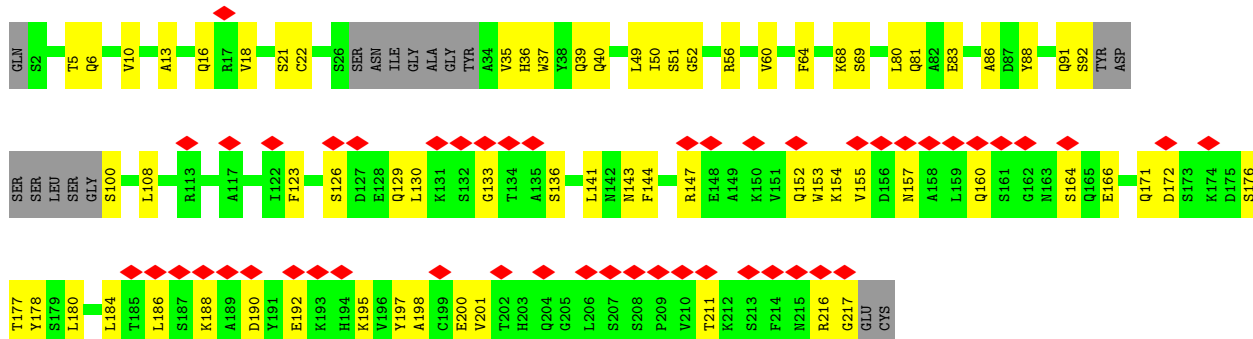 GLN S2 T5 Q6 V10 A13 Q16 R17 V18 S21 C22 S26 SER ASN ILE GLY ALA GLY TYR A34 V35 H36 W37 Y38 Q39 Q40 L49 I50 S51 G52 R56 V60 F64 K68 S69 L80 Q81 A82 E83 A86 D87 Y88 Q91 S92 TYR ASP
SER SER LEU SER GLY S100 L108 R113 A117 I122 F123 S126 D127 E128 Q129 L130 K131 S132 G133 T134 A135 S136 L141 N142 N143 F144 R147 E148 A149 K150 V151 Q152 W153 K154 V155 D156 N157 A158 L159 Q160 S161 G162 N163 S164 Q165 E166 Q171 D172 S173 K174 D175 S176
T177 Y178 S179 L180 L184 T185 L186 S187 K188 A189 D190 Y191 E192 K193 H194 K195 V196 Y197 A198 C199 E200 V201 T202 H203 Q204 G205 L206 S207 S208 P209 V210 T211 K212 S213 F214 N215 R216 G217 GLU CYS